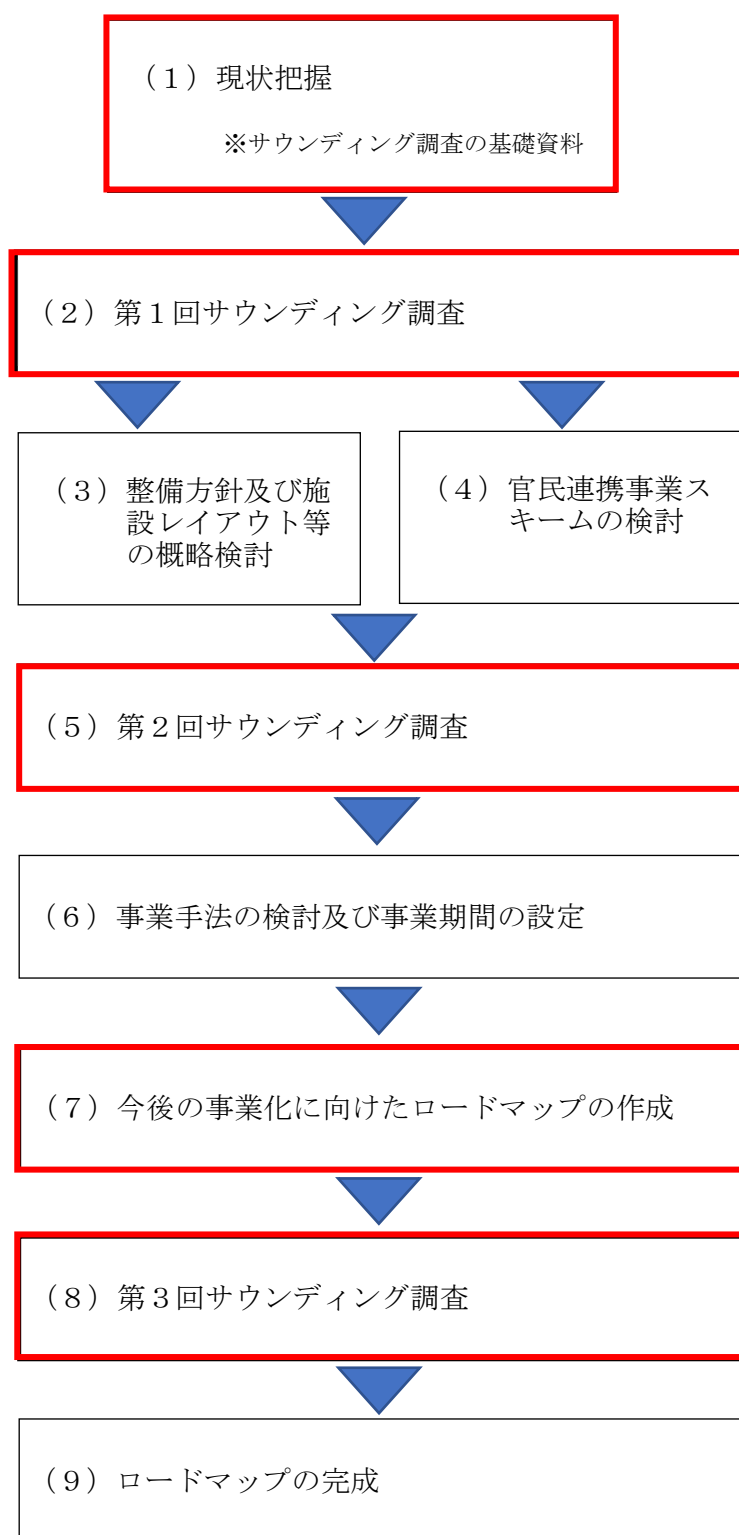 （１）現状把握
※サウンディング調査の基礎資料
（２）第１回サウンディング調査
（３）整備方針及び施
設レイアウト等
の概略検討
（４）官民連携事業ス
キームの検討
（５）第２回サウンディング調査
（６）事業手法の検討及び事業期間の設定
（７）今後の事業化に向けたロードマップの作成
（８）第３回サウンディング調査
（９）ロードマップの完成